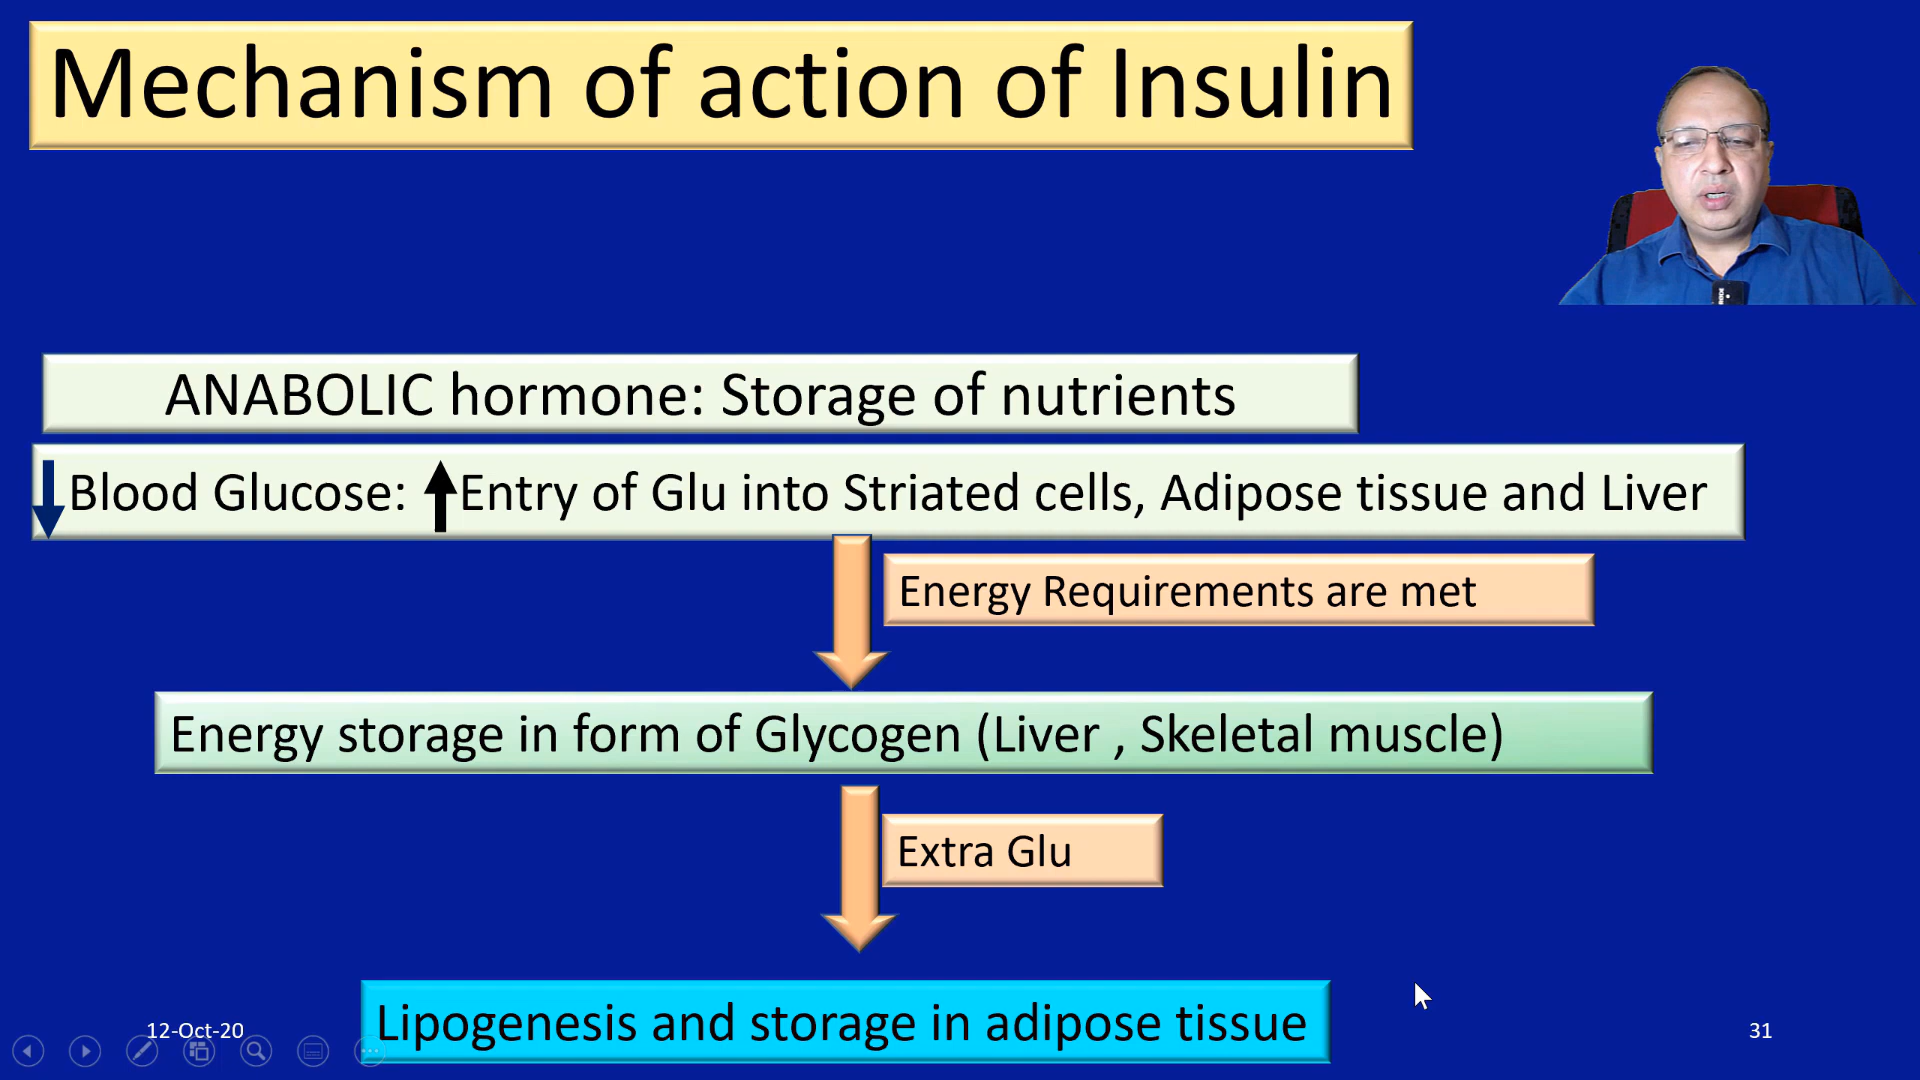 Mechanism of action of Insulin
ANABOLIC hormone: Storage of nutrients
Blood Glucose: Entry of Glu into Striated cells, Adipose tissue and Liver
Energy Requirements are met
Energy storage in form of Glycogen (Liver , Skeletal muscle)
Extra Glu
Lipogenesis and storage in adipose tissue
12-Oct-20
31